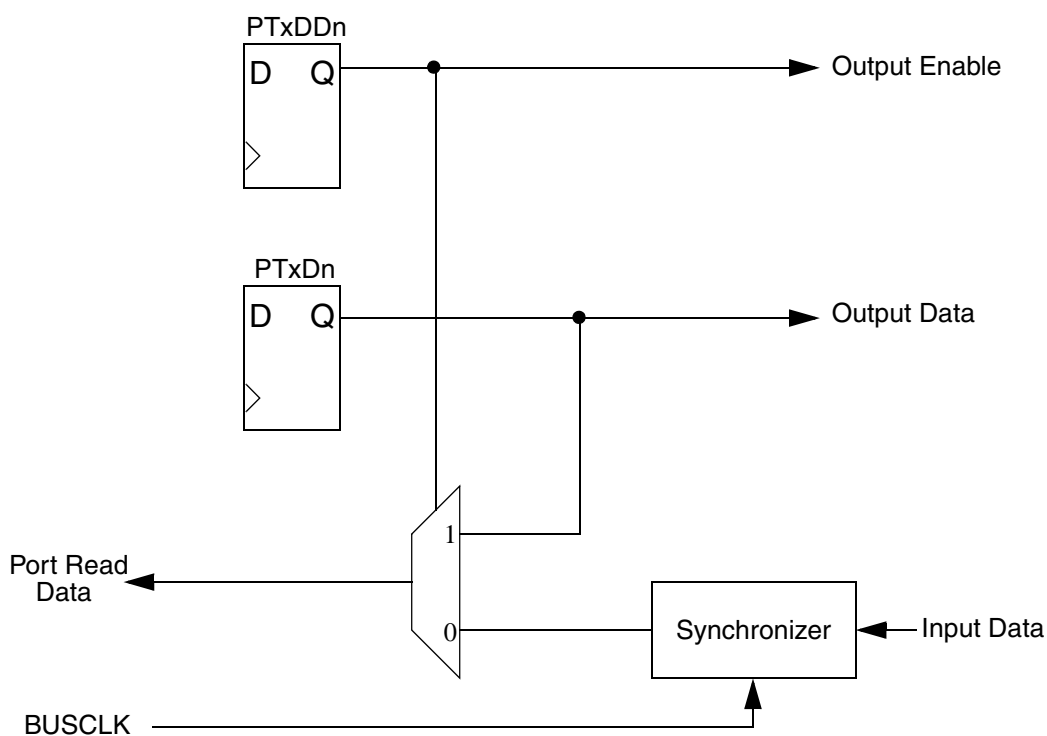 PTxDDn
D Q
Output Enable
PTxDn
D Q
Output Data
1
Port Read
Data
0
Synchronizer
Input Data
BUSCLK